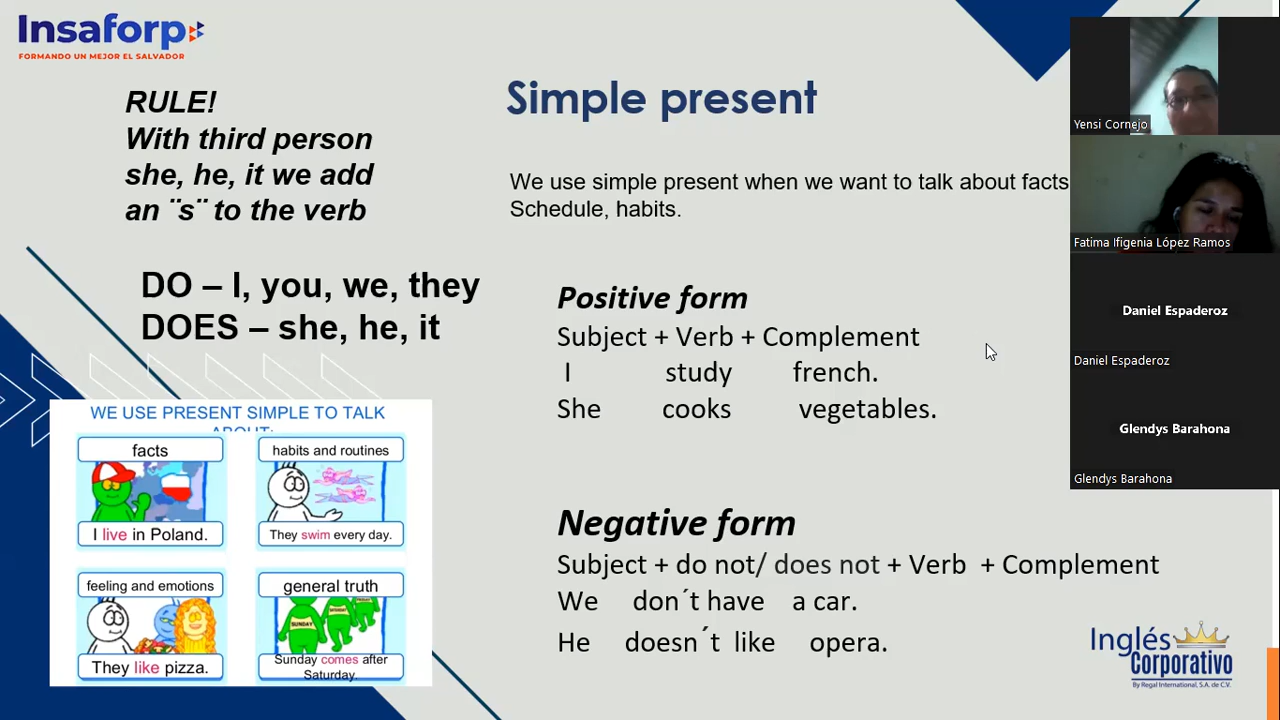 Insaforp
FORMANDO UN MEJOR EL SALVADOR
RULE!
With third person
she, he, it we add
an ¨s¨ to the verb
DO – I, you, we, they
DOES – she, he, it
WE USE PRESENT SIMPLE TO TALK
ABOUT:
facts
I live in Poland.
habits and routines
They swim every day.
feeling and emotions
They like pizza.
general truth
SUNDAY
Sunday comes after
Saturday.
Simple present
We use simple present when we want to talk about facts
Schedule, habits.
Positive form
Subject + Verb + Complement
I study french.
She cooks vegetables.
Negative form
Subject + do not/ does not + Verb + Complement
We don´t have a car.
He doesn´t like opera.
Yensi Cornejo
Fatima Ifigenia López Ramos
Daniel Espaderoz
Daniel Espaderoz
Glendys Barahona
Glendys Barahona
Inglés
Corporativo
By Regal International, S.A. de C.V.